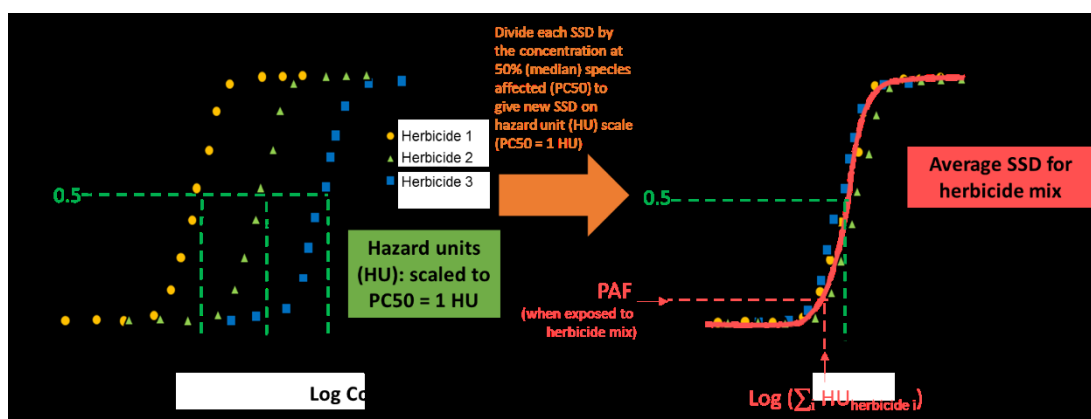 Divide each SSD by
the concentration at
50% (median) species
affected (PC50) to
give new SSD on
hazard unit (HU) scale
(PC50 = 1 HU)
Herbicide 1
Herbicide 2
Herbicide 3
0.5
Hazard units
(HU): scaled to
PC50 = 1 HU
Log Co
0.5
Average SSD for
herbicide mix
PAF
(when exposed to
herbicide mix)
Log (∑i HUherbicide i)